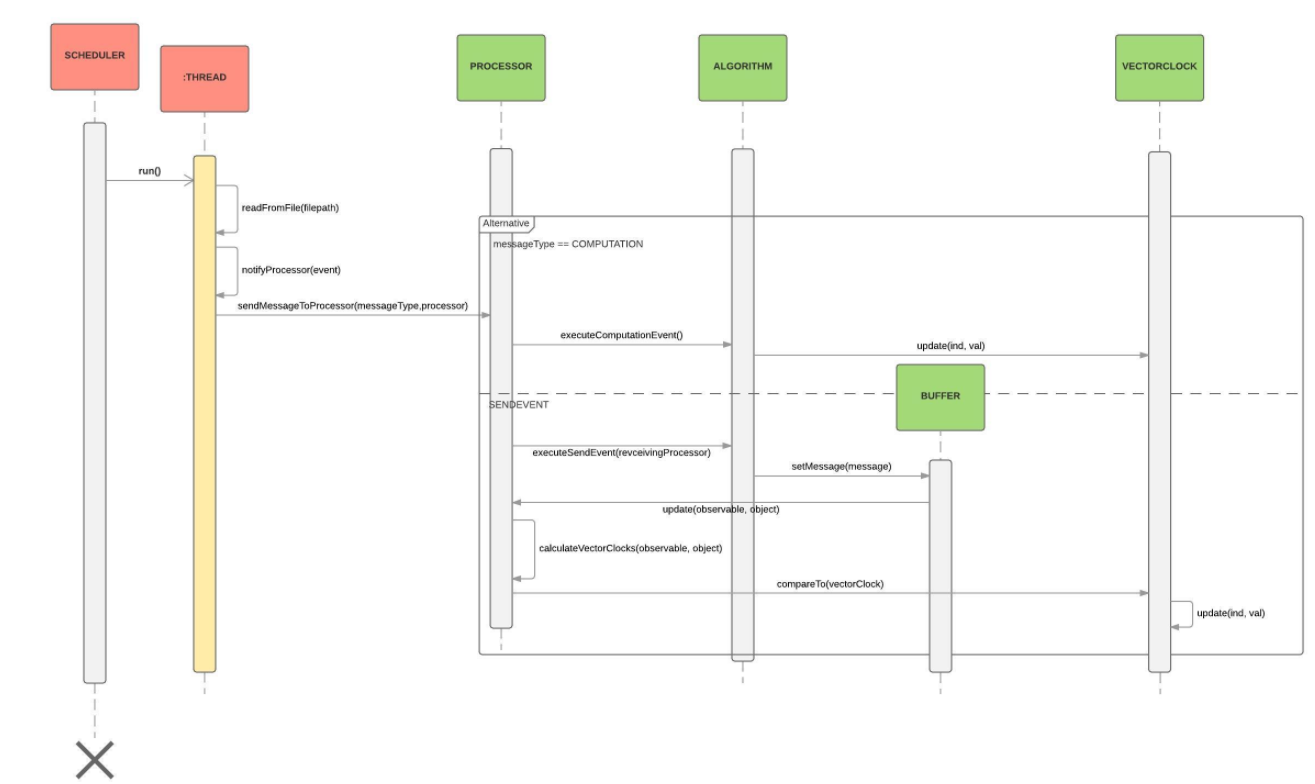 SCHEDULER
:THREAD
PROCESSOR
ALGORITHM
VECTORCLOCK
run()
readFromFile(filepath)
Alternative
messageType == COMPUTATION
notifyProcessor(event)
sendMessageToProcessor(messageType,processor)
executeComputationEvent()
update(ind, val)
BUFFER
SENDEVENT
executeSendEvent(revceivingProcessor)
setMessage(message)
update(observable, object)
calculateVectorClocks(observable, object)
compareTo(vectorClock)
update(ind, val)